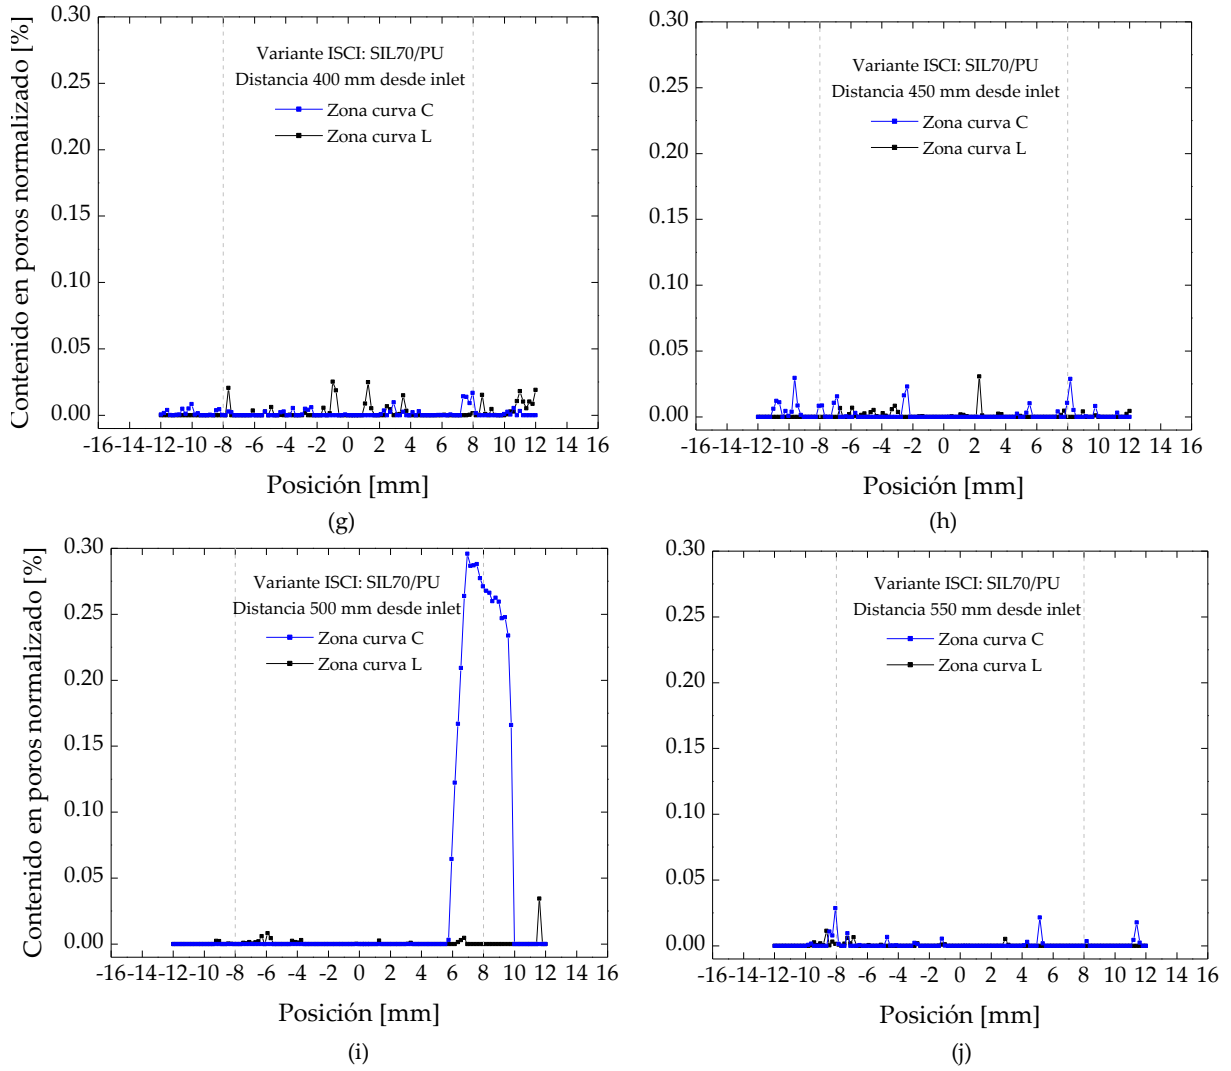 Contenido en poros normalizado [%]
0.30
0.25
0.20
0.15
0.10
0.05
0.00
Variante ISCI: SIL70/PU
Distancia 400 mm desde inlet
Zona curva C
Zona curva L
-16 -14 -12 -10 -8 -6 -4 -2 0 2 4 6 8 10 12 14 16
Posición [mm]
(g)
0.30
0.25
0.20
0.15
0.10
0.05
0.00
Variante ISCI: SIL70/PU
Distancia 450 mm desde inlet
Zona curva C
Zona curva L
-16 -14 -12 -10 -8 -6 -4 -2 0 2 4 6 8 10 12 14 16
Posición [mm]
(h)
Contenido en poros normalizado [%]
0.30
0.25
0.20
0.15
0.10
0.05
0.00
Variante ISCI: SIL70/PU
Distancia 500 mm desde inlet
Zona curva C
Zona curva L
-16 -14 -12 -10 -8 -6 -4 -2 0 2 4 6 8 10 12 14 16
Posición [mm]
(i)
0.30
0.25
0.20
0.15
0.10
0.05
0.00
Variante ISCI: SIL70/PU
Distancia 550 mm desde inlet
Zona curva C
Zona curva L
-16 -14 -12 -10 -8 -6 -4 -2 0 2 4 6 8 10 12 14 16
Posición [mm]
(j)